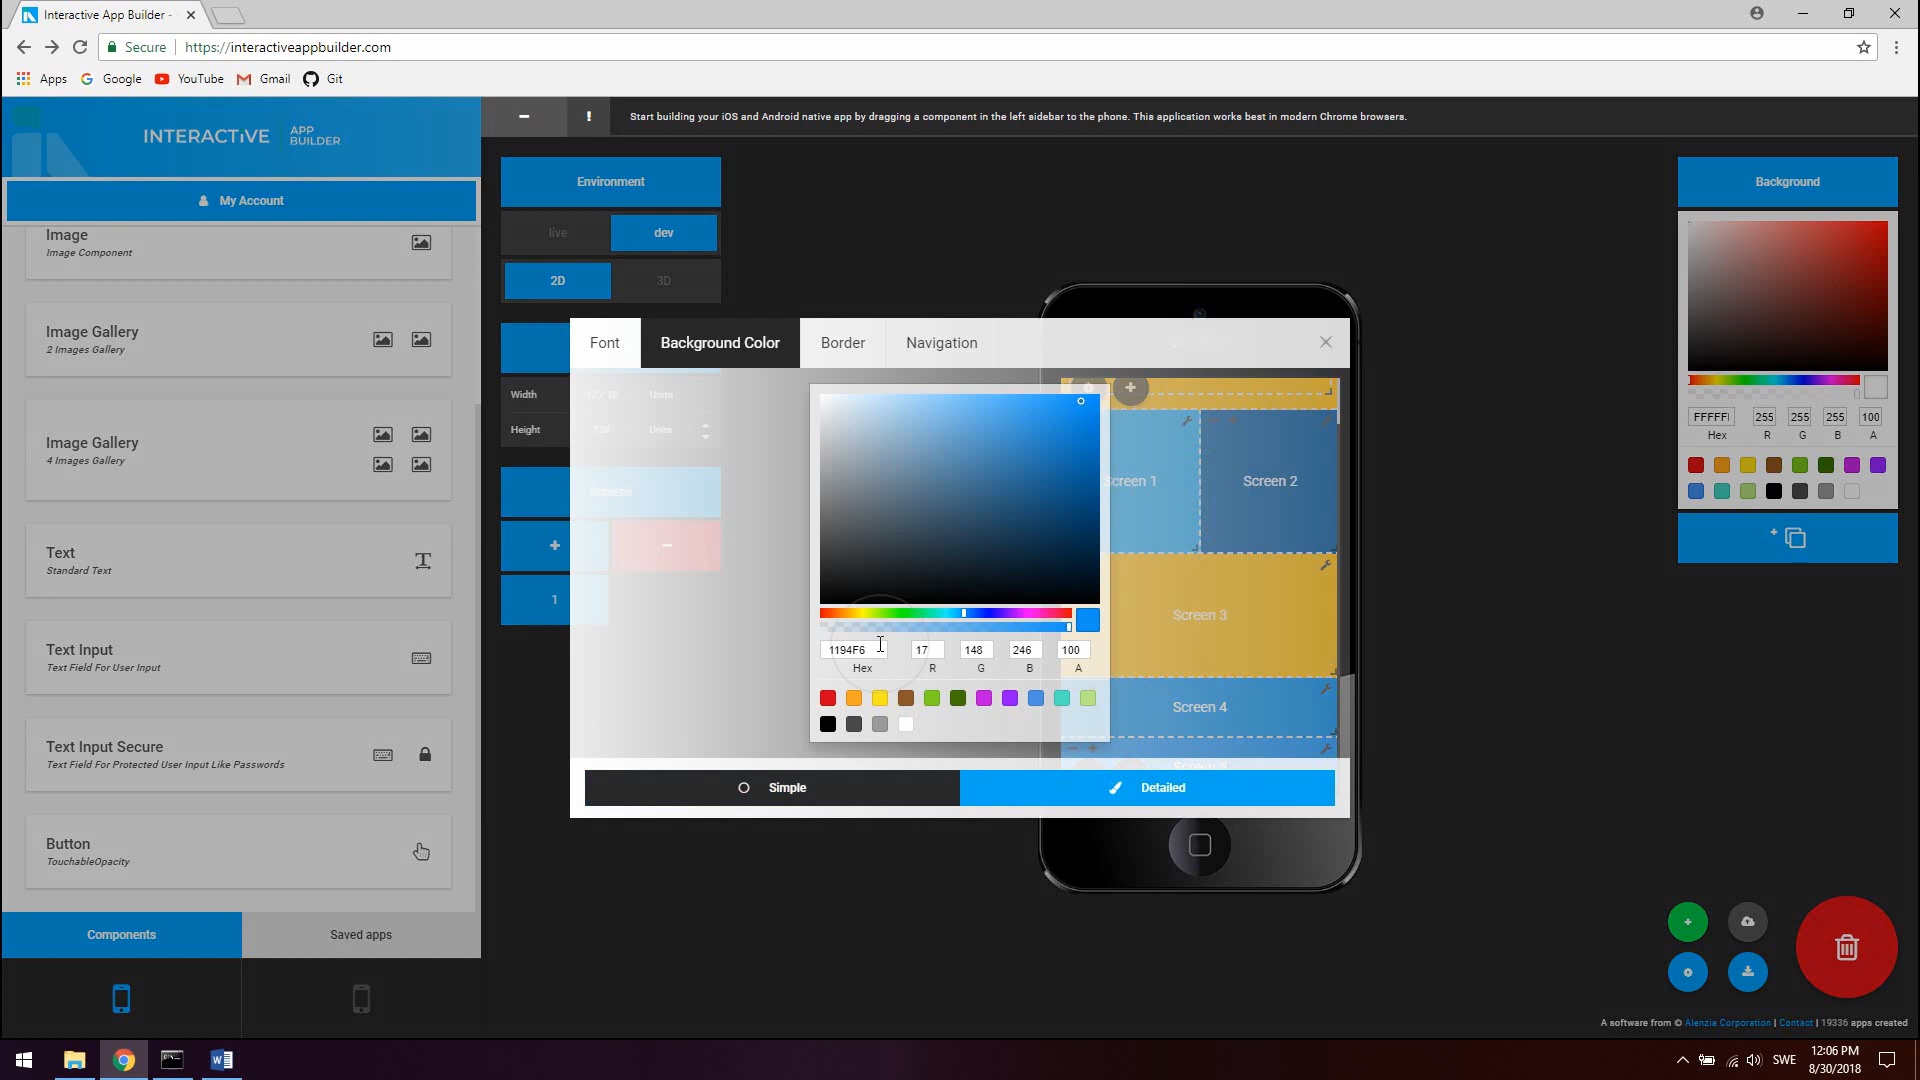 Interactive App Builder -
Secure
https://interactiveappbuilder.com
Apps
Google
YouTube
Gmail
Git
INTERACTIVE
APP
BUILDER
My Account
Image
Image Component
Image Gallery
2 Images Gallery
Image Gallery
4 Images Gallery
Text
Standard Text
Text Input
Text Field For User Input
Text Input Secure
Text Field For Protected User Input Like Passwords
Button
TouchableOpacity
Components
Saved apps
!
Start building your iOS and Android native app by dragging a component in the left sidebar to the phone. This application works best in modern Chrome browsers.
Environment
live
dev
2D
3D
Width
Units
Height
Units
+
-
1
Font
Background Color
Border
Navigation
1194F6
17
148
246
100
Hex
R
G
B
A
Simple
Detailed
Screen 1
Screen 2
Screen 3
Screen 4
Screen 5
Background
FFFFF
255
255
255
100
Hex
R
G
B
A
A software from © Alenzia Corporation | Contact | 19336 apps created
SWE
12:06 PM
8/30/2018